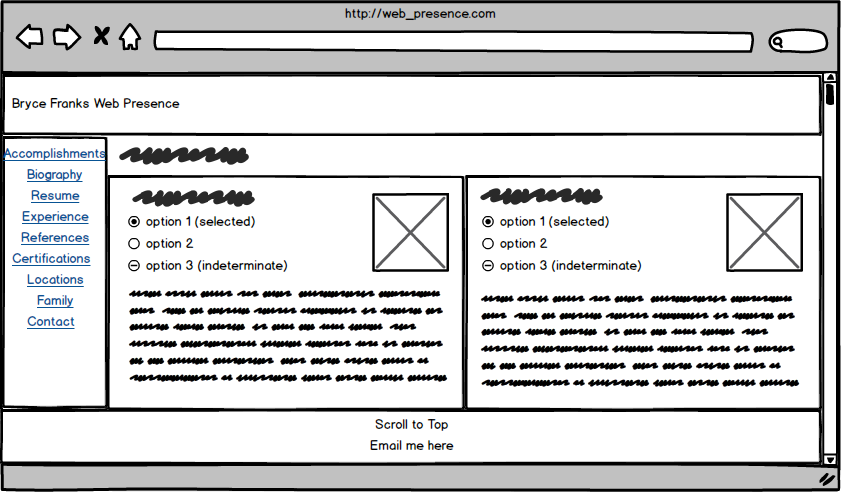 http://web_presence.com
Bryce Franks Web Presence
Accomplishments
Biography
Resume
Experience
References
Certifications
Locations
Family
Contact
option 1 (selected)
option 2
option 3 (indeterminate)
option 1 (selected)
option 2
option 3 (indeterminate)
Scroll to Top
Email me here